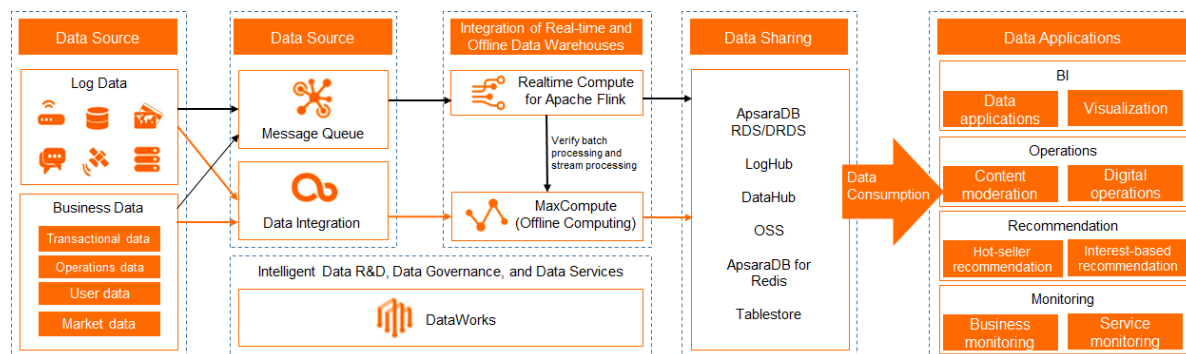 Data Source
Log Data
Business Data
Transactional data
Operations data
User data
Market data
Data Source
Message Queue
Data Integration
Integration of Real-time and
Offline Data Warehouses
Realtime Compute
for Apache Flink
Verify batch
processing and
stream processing
MaxCompute
(Offline Computing)
Intelligent Data R&D, Data Governance, and Data Services
DataWorks
Data Sharing
ApsaraDB
RDS/DRDS
LogHub
DataHub
OSS
ApsaraDB for
Redis
Tablestore
Data
Consumption
Data Applications
BI
Data
applications
Visualization
Operations
Content
moderation
Digital
operations
Recommendation
Hot-seller
recommendation
Interest-based
recommendation
Monitoring
Business
monitoring
Service
monitoring